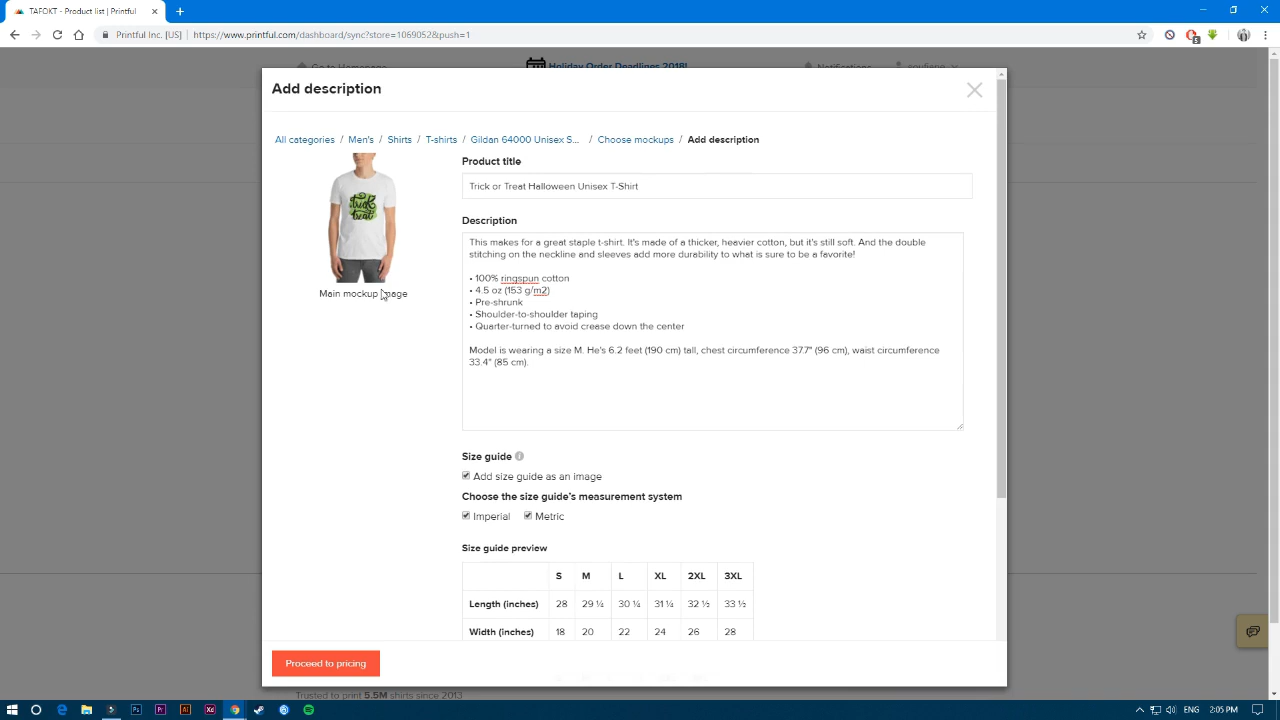 TAFOKT - Product list | Printful
Printful Inc. [US] | https://www.printful.com/dashboard/sync?store=1069052&push=1
Go to Homepage
Holiday Order Deadlines 2018!
Notifications
soufiane
Add description
All categories / Men's / Shirts / T-shirts / Gildan 64000 Unisex S... / Choose mockups / Add description
trick or treat
Main mockup image
Product title
Trick or Treat Halloween Unisex T-Shirt
Description
This makes for a great staple t-shirt. It's made of a thicker, heavier cotton, but it's still soft. And the double
stitching on the neckline and sleeves add more durability to what is sure to be a favorite!
• 100% ringspun cotton
• 4.5 oz (153 g/m2)
• Pre-shrunk
• Shoulder-to-shoulder taping
• Quarter-turned to avoid crease down the center
Model is wearing a size M. He's 6.2 feet (190 cm) tall, chest circumference 37.7" (96 cm), waist circumference
33.4" (85 cm).
Size guide
Add size guide as an image
Choose the size guide's measurement system
Imperial Metric
Size guide preview
S M L XL 2XL 3XL
Length (inches) 28 29 ¼ 30 ¼ 31 ¼ 32 ½ 33 ½
Width (inches) 18 20 22 24 26 28
Proceed to pricing
Trusted to print 5.5M shirts since 2013
ENG 2:05 PM